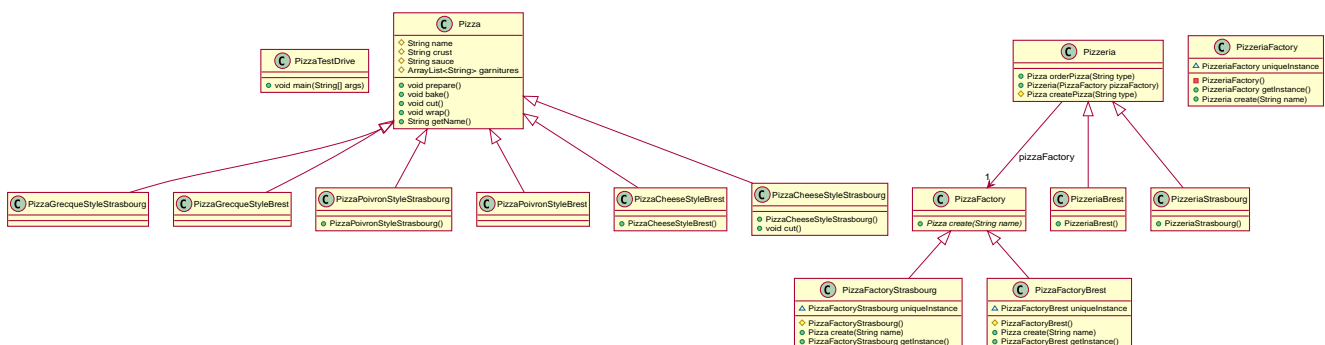 C PizzaTestDrive
void main(String[] args)
C Pizza
String name
String crust
String sauce
ArrayList<String> garnitures
void prepare()
void bake()
void cut()
void wrap()
String getName()
C Pizzeria
Pizza orderPizza(String type)
Pizzeria(PizzaFactory pizzaFactory)
Pizza createPizza(String type)
C PizzeriaFactory
PizzeriaFactory uniqueInstance
PizzeriaFactory()
PizzeriaFactory getInstance()
Pizzeria create(String name)
pizzaFactory
1
C PizzaGrecqueStyleStrasbourg
C PizzaGrecqueStyleBrest
C PizzaPoivronStyleStrasbourg
PizzaPoivronStyleStrasbourg()
C PizzaPoivronStyleBrest
C PizzaCheeseStyleBrest
PizzaCheeseStyleBrest()
C PizzaCheeseStyleStrasbourg
PizzaCheeseStyleStrasbourg()
void cut()
C PizzaFactory
Pizza create(String name)
C PizzeriaBrest
PizzeriaBrest()
C PizzeriaStrasbourg
PizzeriaStrasbourg()
C PizzaFactoryStrasbourg
PizzaFactoryStrasbourg uniqueInstance
PizzaFactoryStrasbourg()
Pizza create(String name)
PizzaFactoryStrasbourg getInstance()
C PizzaFactoryBrest
PizzaFactoryBrest uniqueInstance
PizzaFactoryBrest()
Pizza create(String name)
PizzaFactoryBrest getInstance()